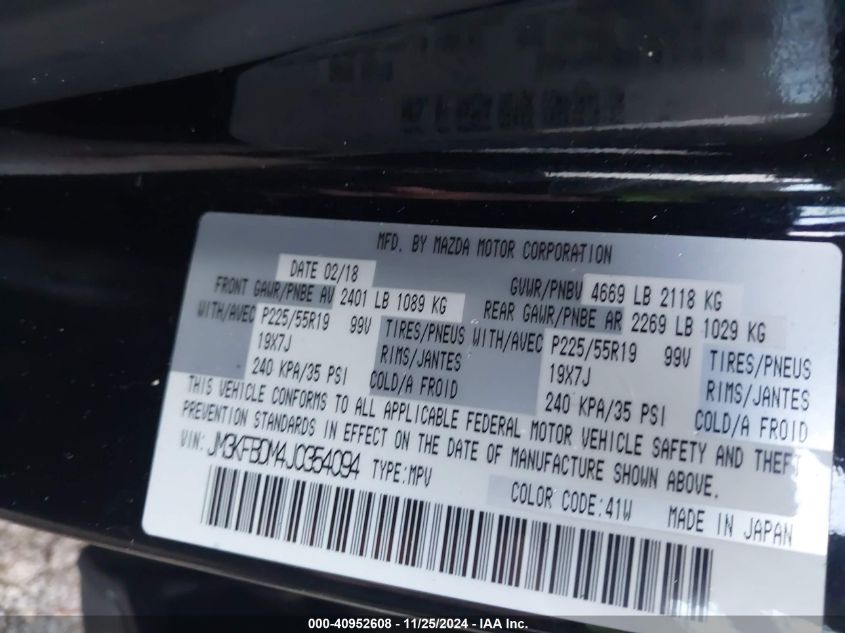 MFD. BY MAZDA MOTOR CORPORATION
DATE 02/18 GVWR/PNBV 4669 LB 2118 KG
FRONT GAWR/PNBE AV 2401 LB 1089 KG REAR GAWR/PNBE AR 2269 LB 1029 KG
WITH/AVEC P225/55R19 99V TIRES/PNEUS WITH/AVEC P225/55R19 99V TIRES/PNEUS
19X7J RIMS/JANTES 19X7J RIMS/JANTES
240 KPA/35 PSI COLD/A FROID 240 KPA/35 PSI COLD/A FROID
THIS VEHICLE CONFORMS TO ALL APPLICABLE FEDERAL MOTOR VEHICLE SAFETY AND THEFT
PREVENTION STANDARDS IN EFFECT ON THE DATE OF MANUFACTURE SHOWN ABOVE.
VIN: JM3KFBDM4J0354094 TYPE:MPV
COLOR CODE:41W MADE IN JAPAN
000-40952608 - 11/25/2024 - IAA Inc.